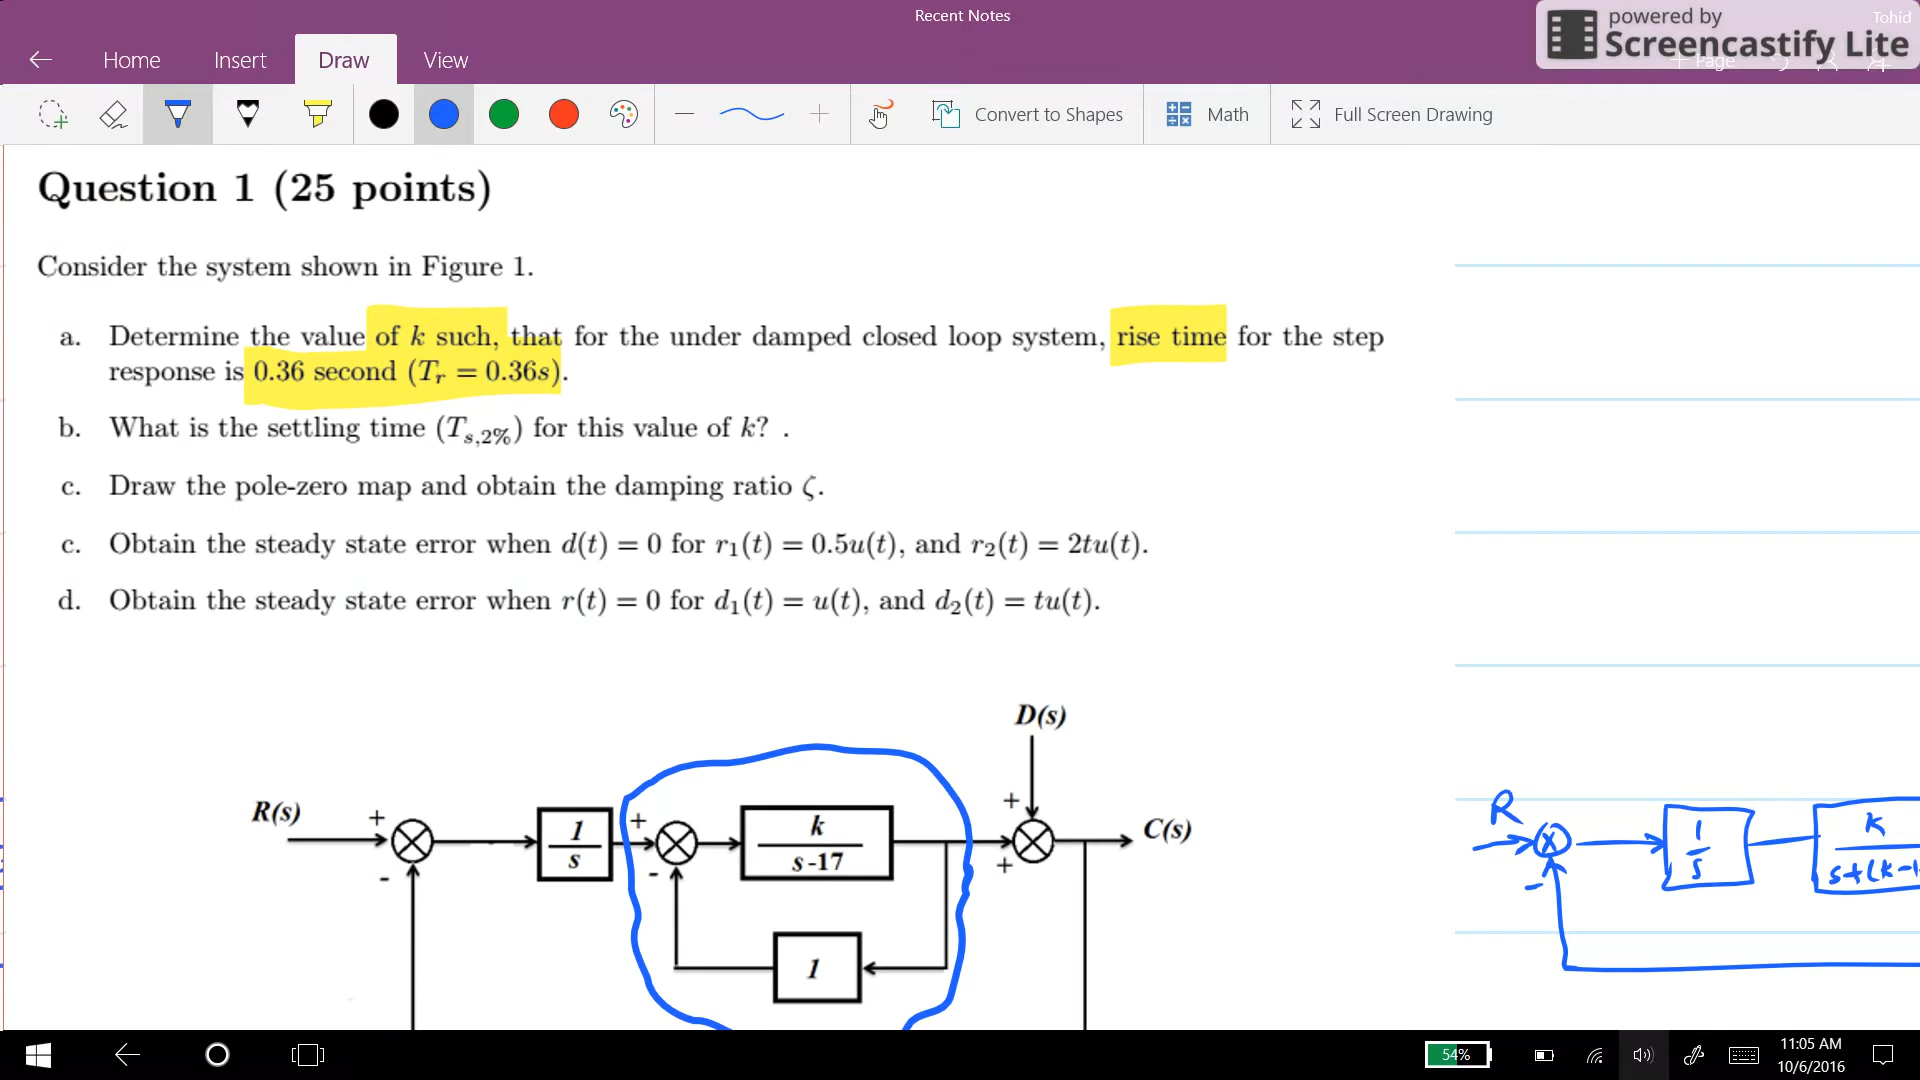 Recent Notes
Tohid
powered by
Screencastify Lite
Home Insert Draw View
Page
Convert to Shapes Math Full Screen Drawing
Question 1 (25 points)
Consider the system shown in Figure 1.
a. Determine the value of k such, that for the under damped closed loop system, rise time for the step
response is 0.36 second (Tr = 0.36s).
b. What is the settling time (Ts,2%) for this value of k? .
c. Draw the pole-zero map and obtain the damping ratio ζ.
c. Obtain the steady state error when d(t) = 0 for r1(t) = 0.5u(t), and r2(t) = 2tu(t).
d. Obtain the steady state error when r(t) = 0 for d1(t) = u(t), and d2(t) = tu(t).
D(s)
R(s) + - 1/s + - k/s-17 + + C(s)
1
R - 1/s k/s+(k-1
54%
11:05 AM
10/6/2016